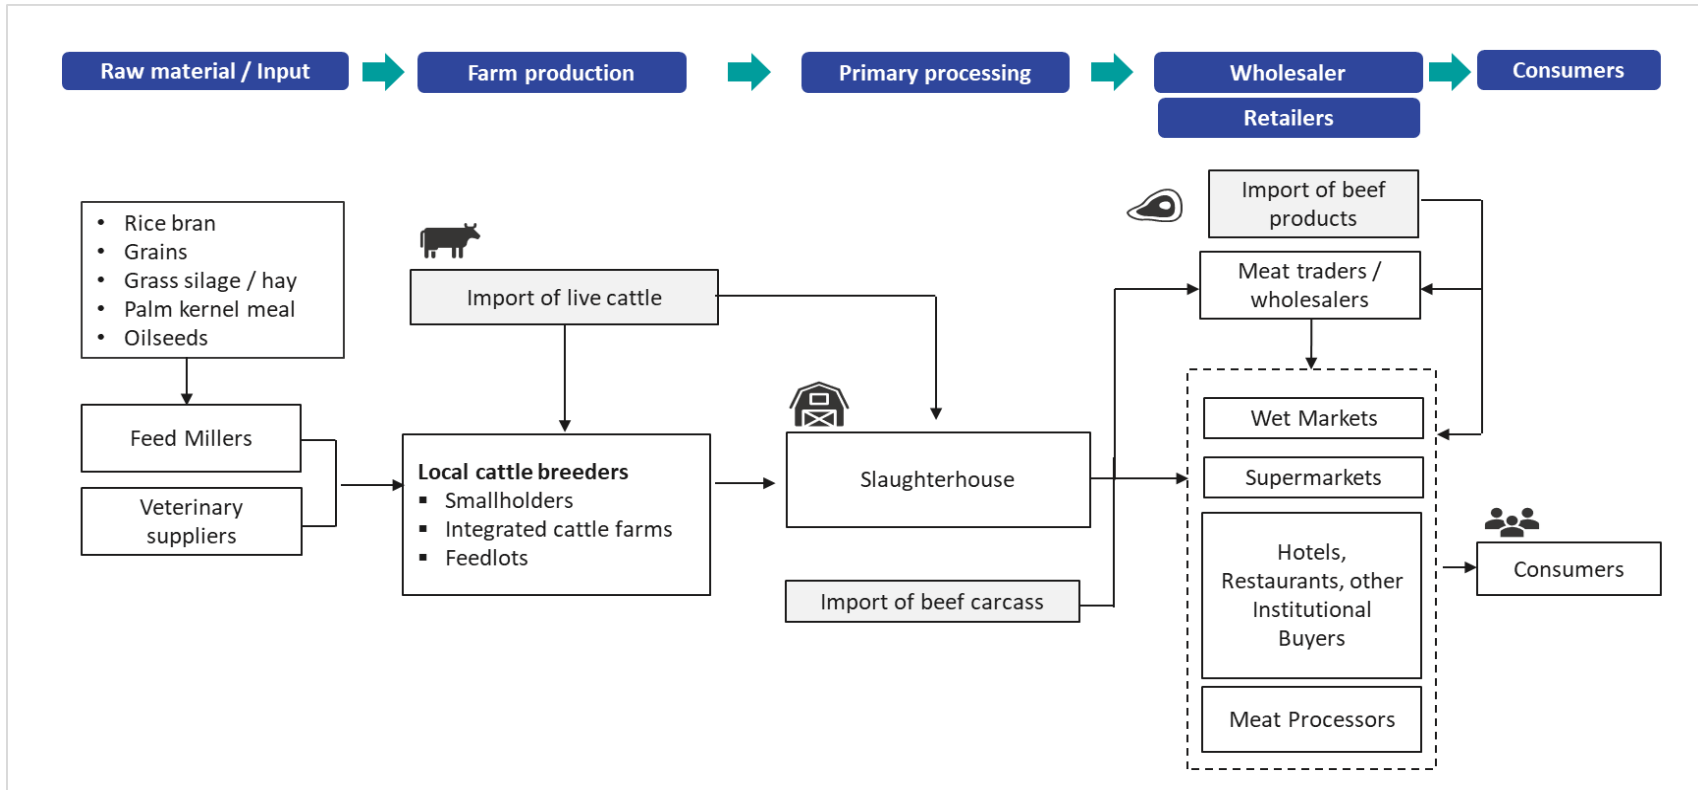 Raw material / Input
Farm production
Primary processing
Wholesaler
Consumers
Retailers
• Rice bran
• Grains
• Grass silage / hay
• Palm kernel meal
• Oilseeds
Feed Millers
Veterinary
suppliers
Import of live cattle
Local cattle breeders
▪ Smallholders
▪ Integrated cattle farms
▪ Feedlots
Slaughterhouse
Import of beef carcass
Import of beef
products
Meat traders /
wholesalers
Wet Markets
Supermarkets
Hotels,
Restaurants, other
Institutional
Buyers
Meat Processors
Consumers